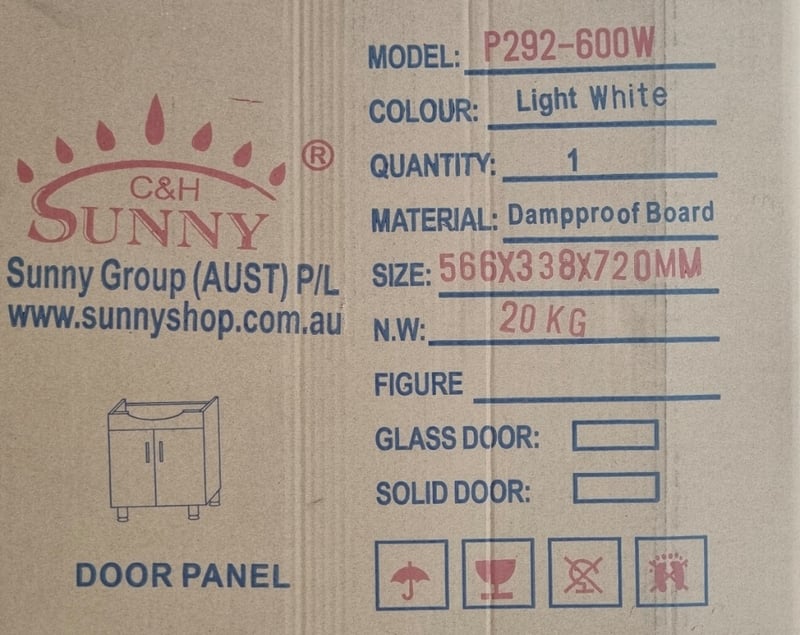 C&H
SUNNY
®
Sunny Group (AUST) P/L
www.sunnyshop.com.au
DOOR PANEL
MODEL: P292-600W
COLOUR: Light White
QUANTITY: 1
MATERIAL: Dampproof Board
SIZE: 566X338X720MM
N.W: 20 KG
FIGURE
GLASS DOOR:
SOLID DOOR: